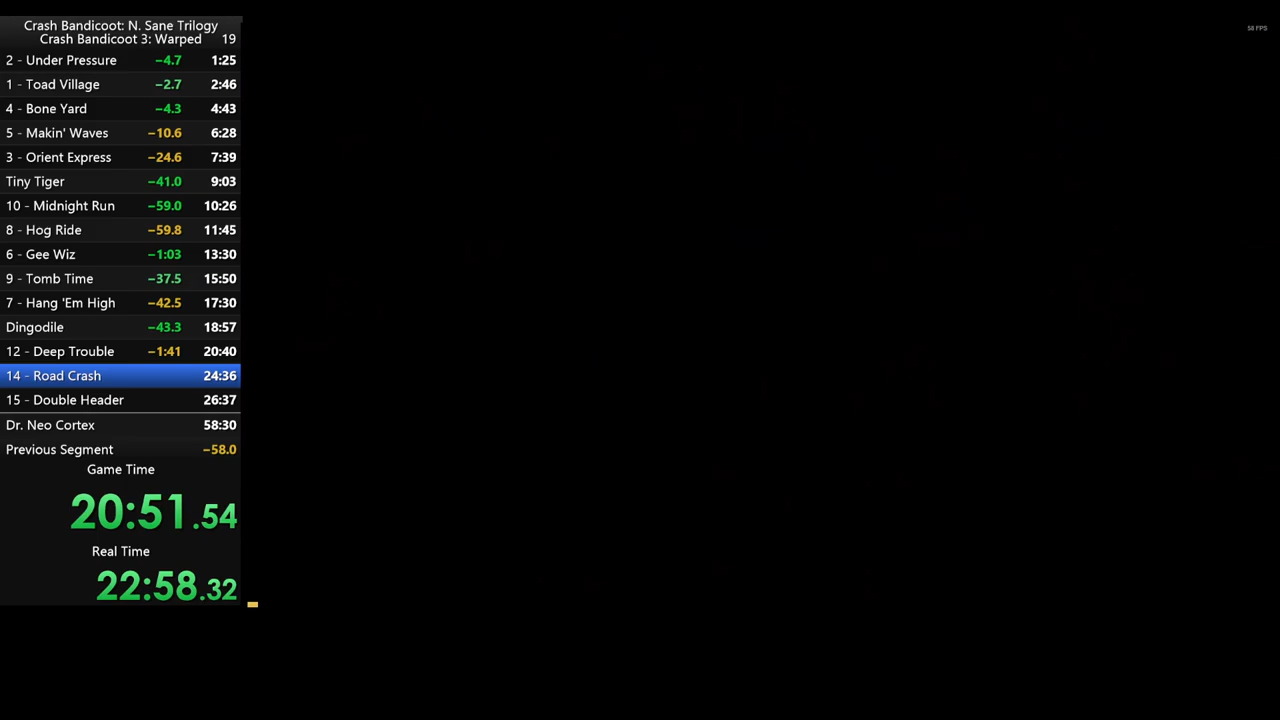 Crash Bandicoot: N. Sane Trilogy
Crash Bandicoot 3: Warped 19
2 - Under Pressure −4.7 1:25
1 - Toad Village −2.7 2:46
4 - Bone Yard −4.3 4:43
5 - Makin' Waves −10.6 6:28
3 - Orient Express −24.6 7:39
Tiny Tiger −41.0 9:03
10 - Midnight Run −59.0 10:26
8 - Hog Ride −59.8 11:45
6 - Gee Wiz −1:03 13:30
9 - Tomb Time −37.5 15:50
7 - Hang 'Em High −42.5 17:30
Dingodile −43.3 18:57
12 - Deep Trouble −1:41 20:40
14 - Road Crash 24:36
15 - Double Header 26:37
Dr. Neo Cortex 58:30
Previous Segment −58.0
Game Time
20:51.54
Real Time
22:58.32
58 FPS